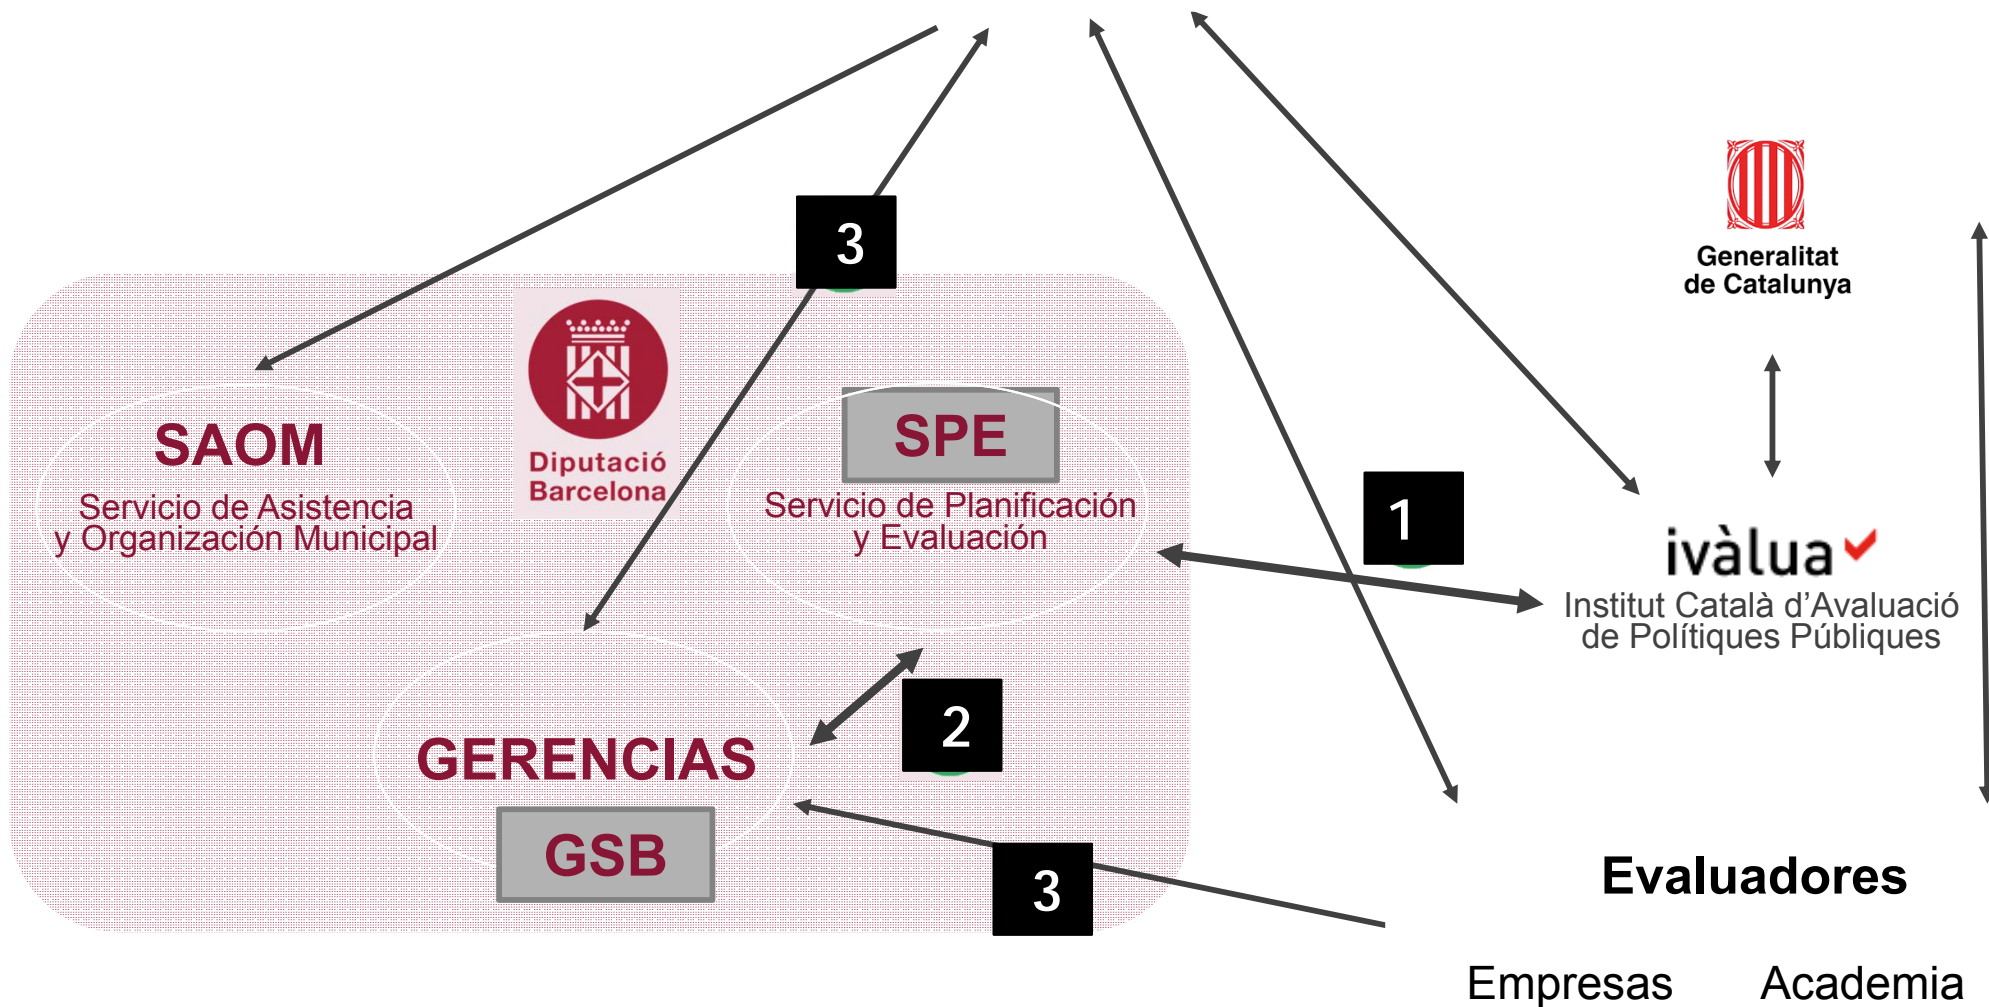 3
Generalitat
de Catalunya
Diputació
Barcelona
SAOM
Servicio de Asistencia
y Organización Municipal
SPE
Servicio de Planificación
y Evaluación
1
ivàlua
Institut Català d’Avaluació
de Polítiques Públiques
2
GERENCIAS
GSB
3
Evaluadores
Empresas Academia